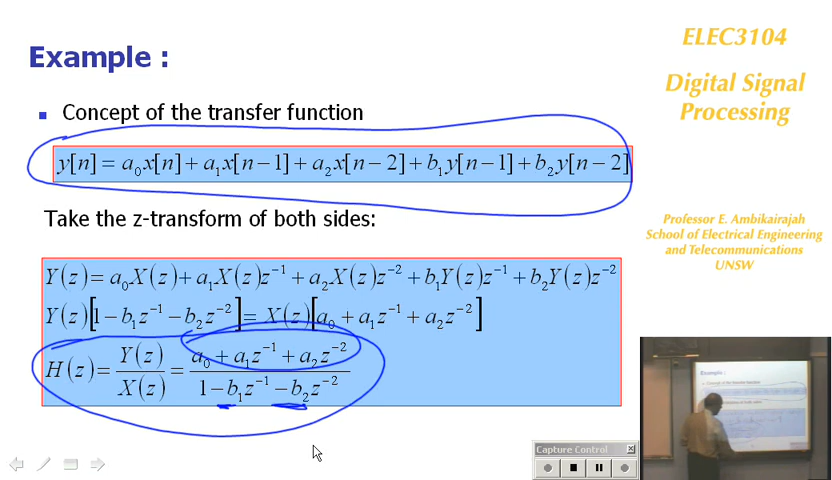 Example :
ELEC3104
Digital Signal
Processing
Concept of the transfer function
y[n] = a₀x[n] + a₁x[n−1] + a₂x[n−2] + b₁y[n−1] + b₂y[n−2]
Take the z-transform of both sides:
Professor E. Ambikairajah
School of Electrical Engineering
and Telecommunications
UNSW
Y(z) = a₀X(z) + a₁X(z)z⁻¹ + a₂X(z)z⁻² + b₁Y(z)z⁻¹ + b₂Y(z)z⁻²
Y(z)[1 − b₁z⁻¹ − b₂z⁻²] = X(z)[a₀ + a₁z⁻¹ + a₂z⁻²]
H(z) = Y(z)/X(z) = (a₀ + a₁z⁻¹ + a₂z⁻²)/(1 − b₁z⁻¹ − b₂z⁻²)
Capture Control